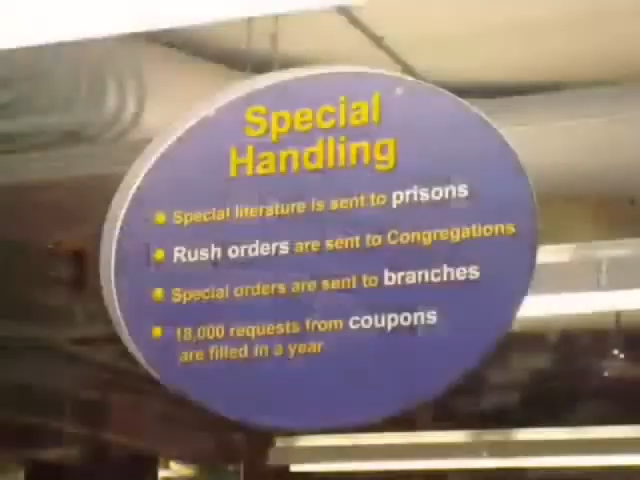 Special
Handling
Special literature is sent to prisons
Rush orders are sent to Congregations
Special orders are sent to branches
18,000 requests from coupons
are filled in a year